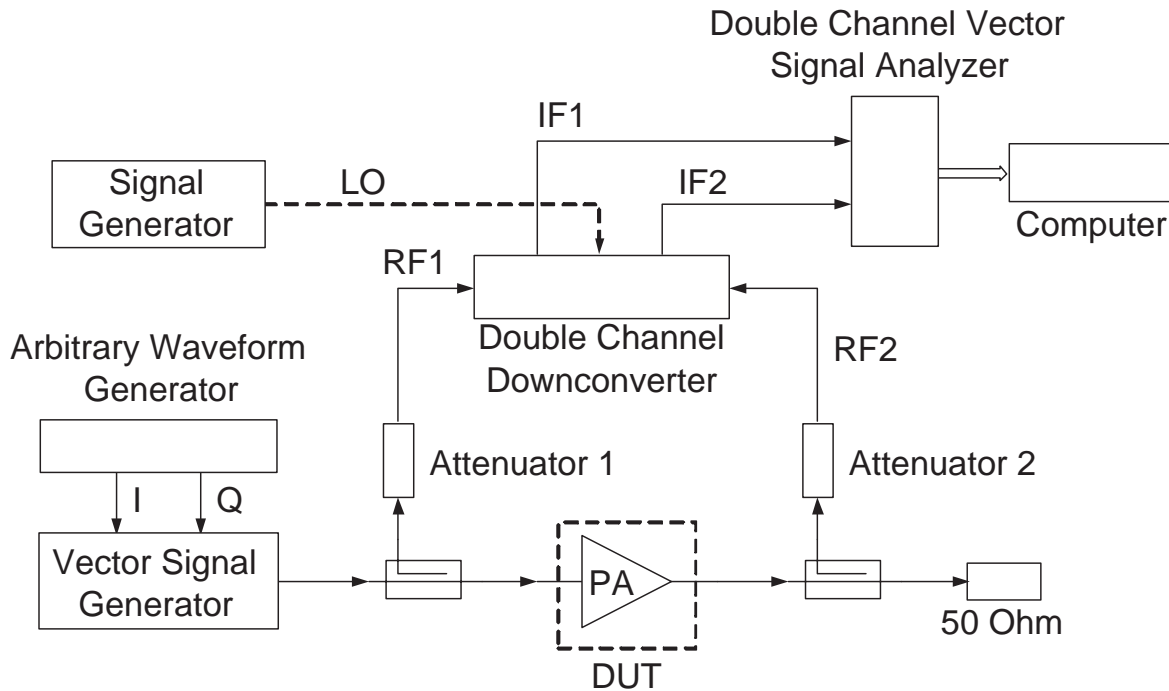 Double Channel Vector
Signal Analyzer
IF1
Signal
Generator
LO
IF2
Computer
RF1
Double Channel
Downconverter
RF2
Arbitrary Waveform
Generator
Attenuator 1
Attenuator 2
I
Q
Vector Signal
Generator
PA
50 Ohm
DUT